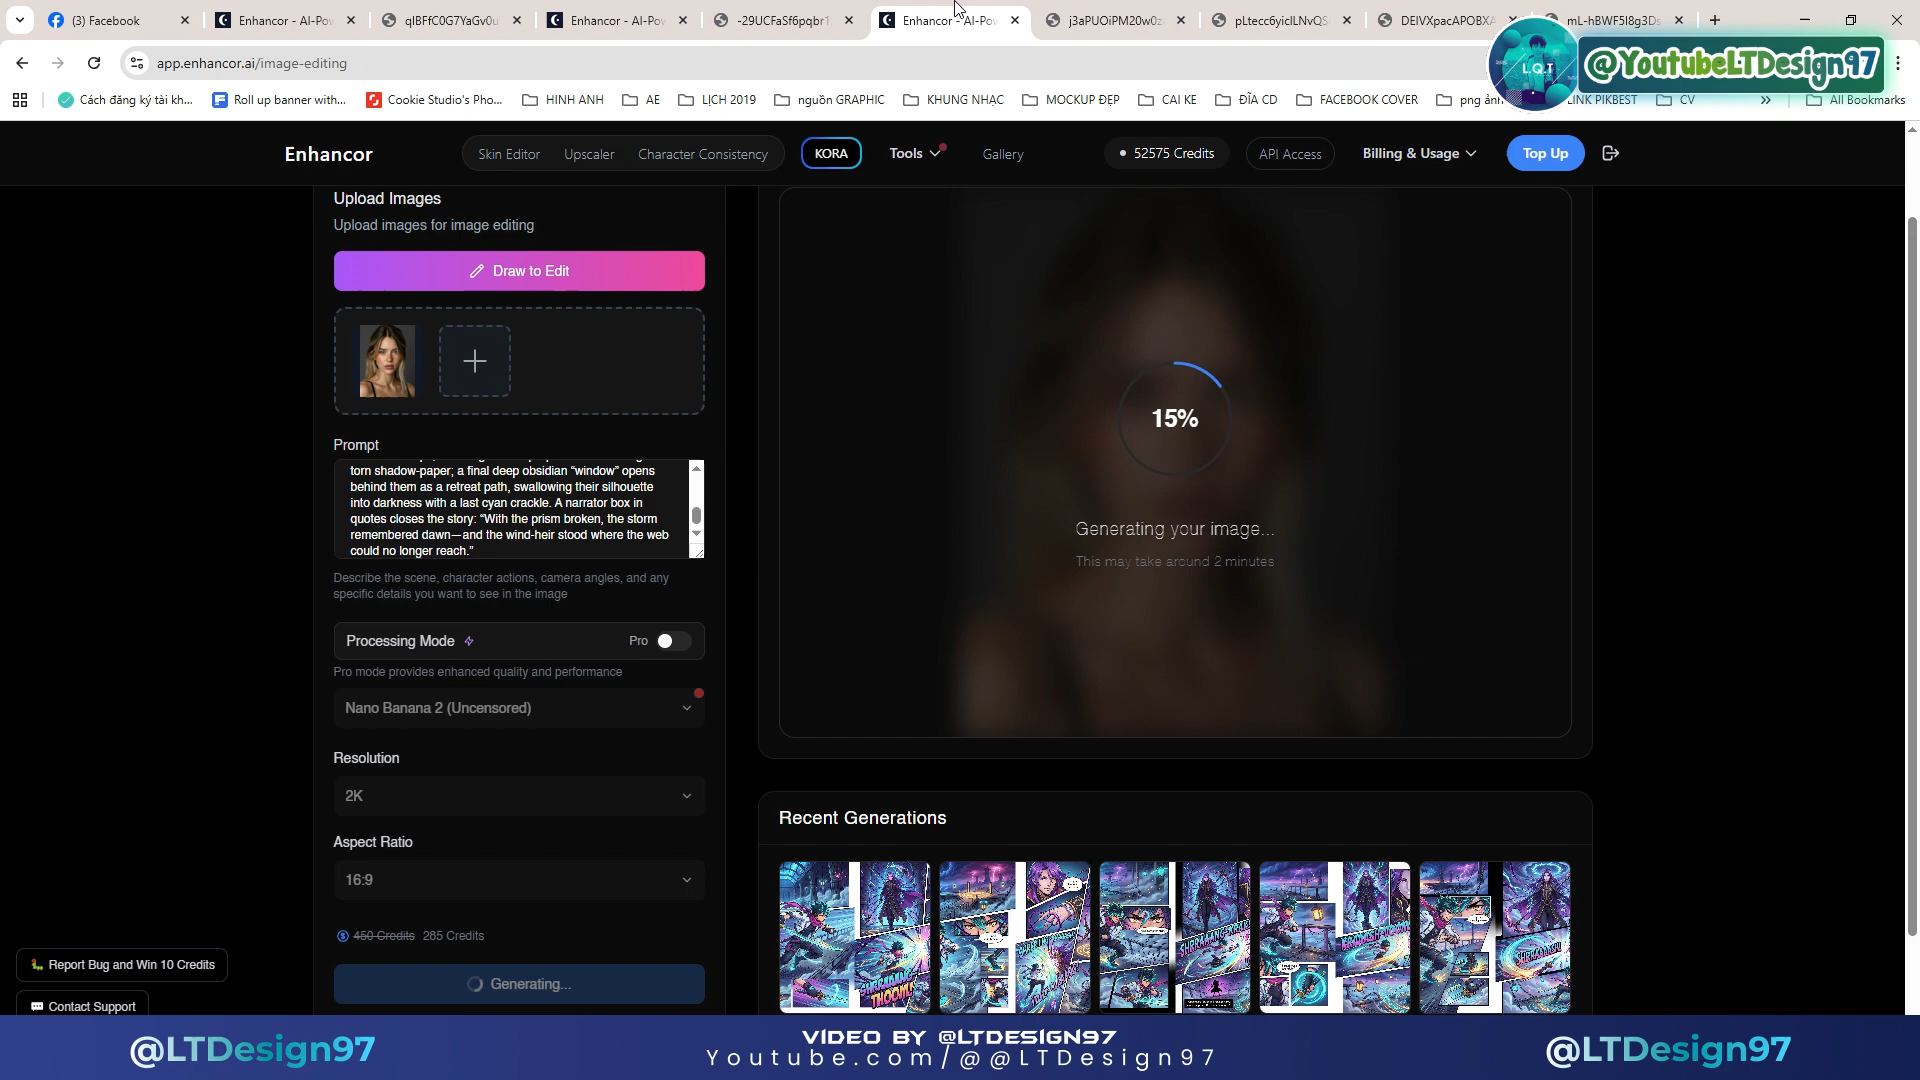 (3) Facebook
Enhancor - AI-Pow
qlBFfC0G7YaGv0u
Enhancor - AI-Pow
-29UCFaSf6pqbr1
Enhancor - AI-Pow
j3aPUOiPM20w0z
pLtecc6yicILNvQS
DEIVXpacAPOBXA
mL-hBWF5I8g3Ds
app.enhancor.ai/image-editing
L.Q.T
@YoutubeLTDesign97
Cách đăng ký tài kh...
Roll up banner with...
Cookie Studio's Pho...
HINH ANH
AE
LỊCH 2019
nguồn GRAPHIC
KHUNG NHẠC
MOCKUP ĐẸP
CAI KE
ĐĨA CD
FACEBOOK COVER
png ản
LINK PIKBEST
CV
All Bookmarks
Enhancor
Skin Editor
Upscaler
Character Consistency
KORA
Tools
Gallery
52575 Credits
API Access
Billing & Usage
Top Up
Upload Images
Upload images for image editing
Draw to Edit
Prompt
torn shadow-paper; a final deep obsidian “window” opens
behind them as a retreat path, swallowing their silhouette
into darkness with a last cyan crackle. A narrator box in
quotes closes the story: “With the prism broken, the storm
remembered dawn—and the wind-heir stood where the web
could no longer reach.”
Describe the scene, character actions, camera angles, and any
specific details you want to see in the image
Processing Mode
Pro
Pro mode provides enhanced quality and performance
Nano Banana 2 (Uncensored)
Resolution
2K
Aspect Ratio
16:9
450 Credits 285 Credits
Generating...
15%
Generating your image...
This may take around 2 minutes
Recent Generations
THOOM!
Report Bug and Win 10 Credits
Contact Support
@LTDesign97
VIDEO BY @LTDESIGN97
Youtube.com/@@LTDesign97
@LTDesign97